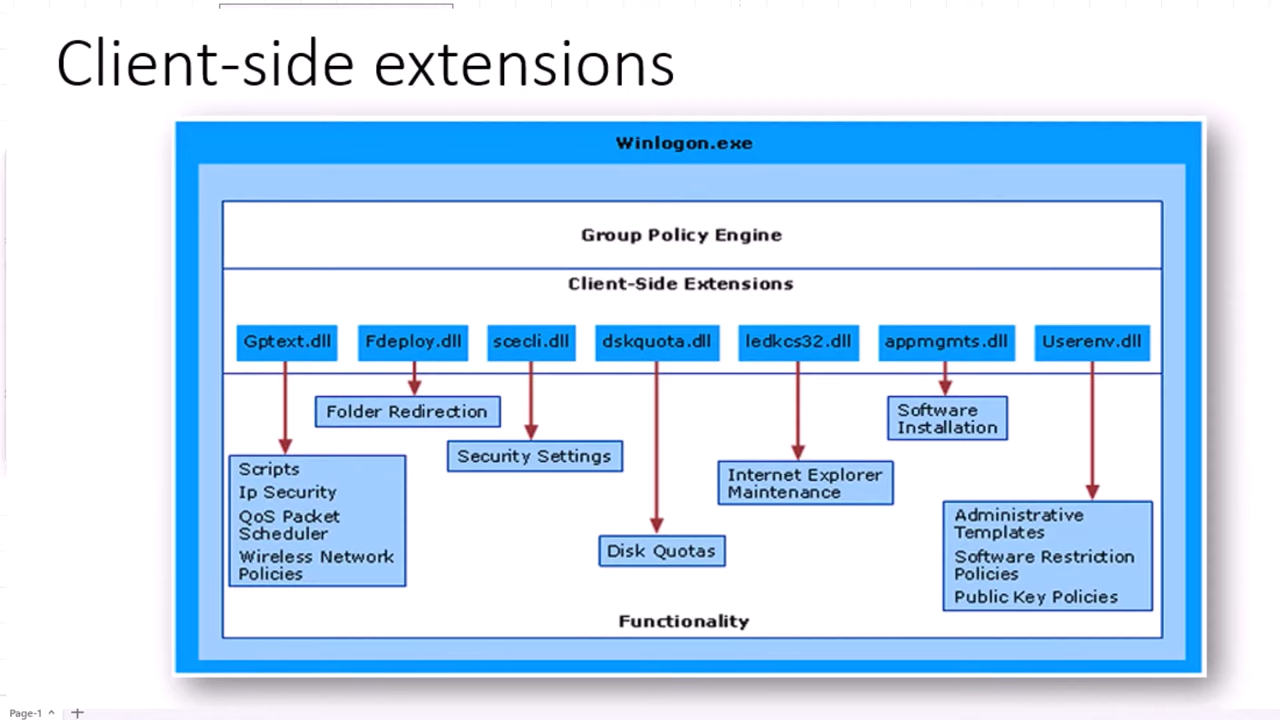 Client-side extensions
Winlogon.exe
Group Policy Engine
Client-Side Extensions
Gptext.dll
Fdeploy.dll
scecli.dll
dskquota.dll
Iedkcs32.dll
appmgmts.dll
Userenv.dll
Folder Redirection
Software
Installation
Security Settings
Scripts
Ip Security
QoS Packet
Scheduler
Wireless Network
Policies
Internet Explorer
Maintenance
Disk Quotas
Administrative
Templates
Software Restriction
Policies
Public Key Policies
Functionality
Page-1